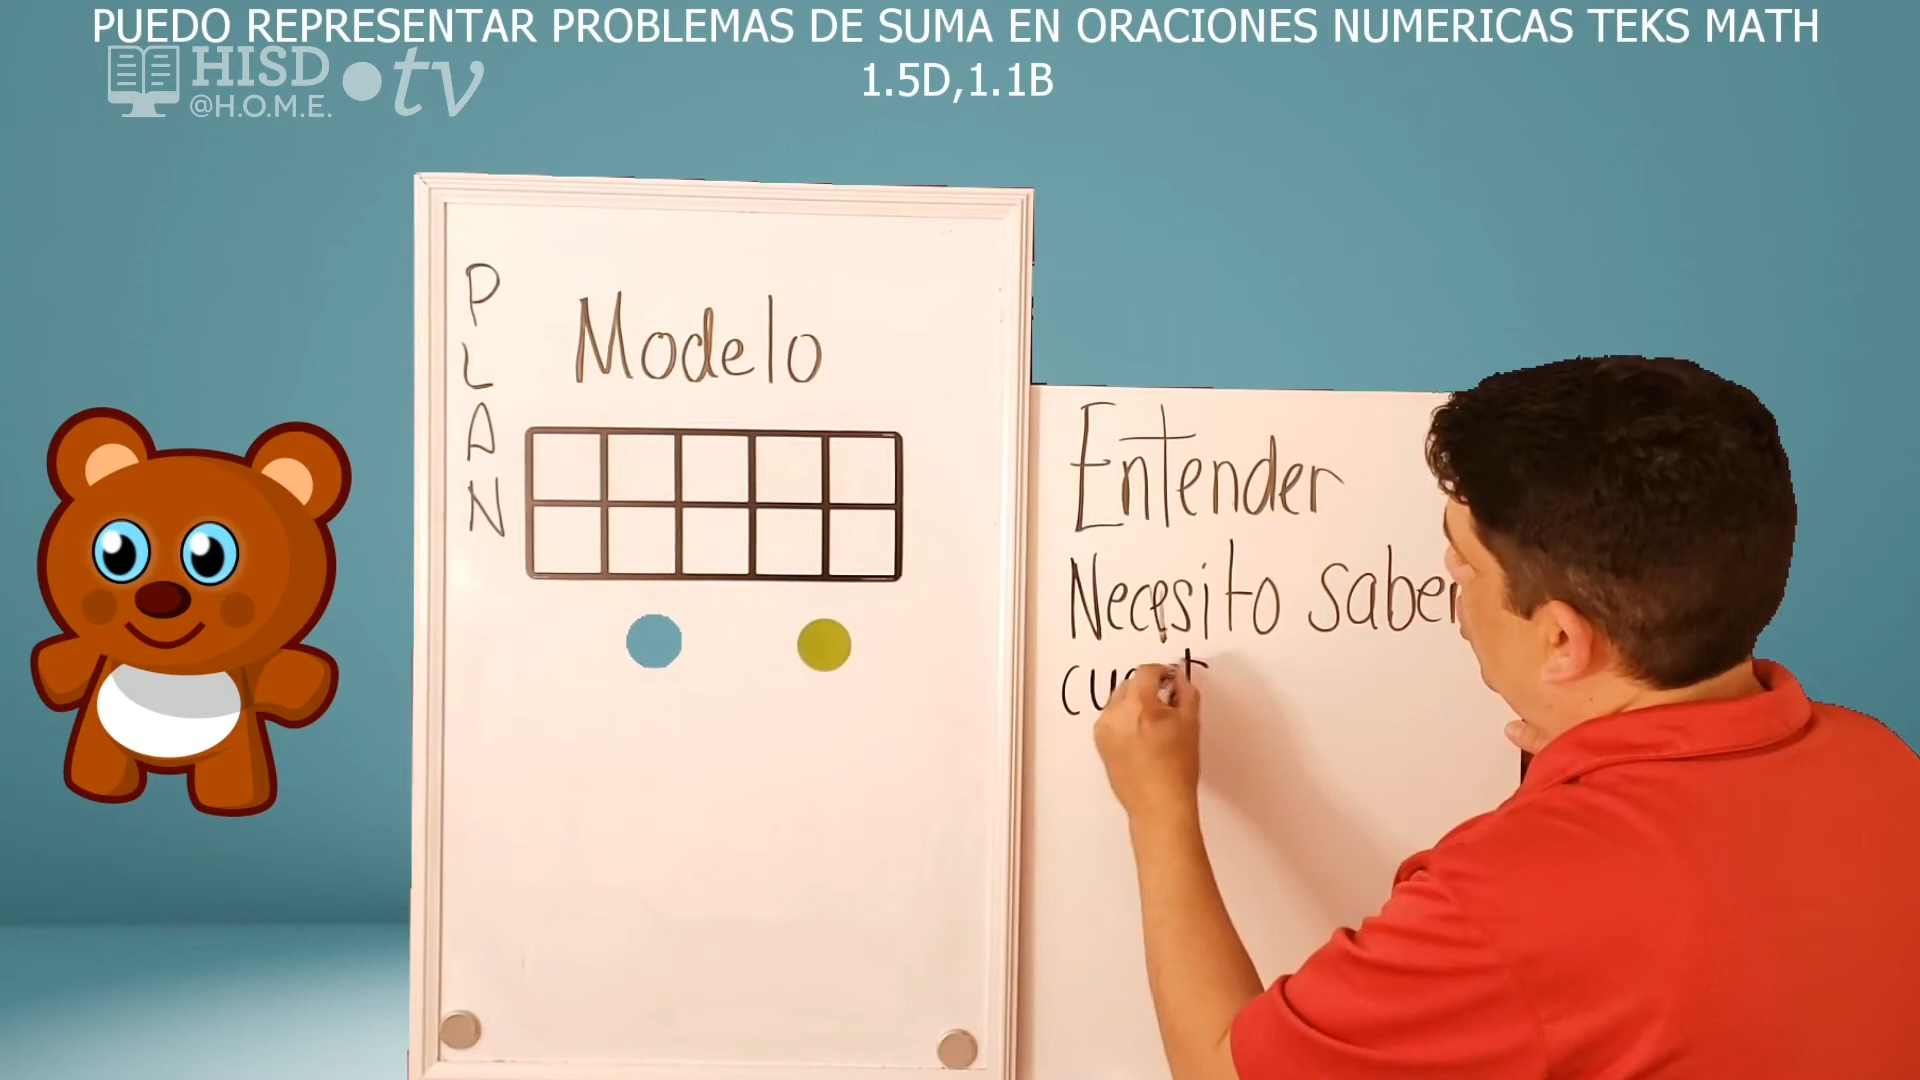 PUEDO REPRESENTAR PROBLEMAS DE SUMA EN ORACIONES NUMERICAS TEKS MATH
1.5D,1.1B
HISD
@H.O.M.E.
tv
P
L
A
N
Modelo
Entender
Necesito saber